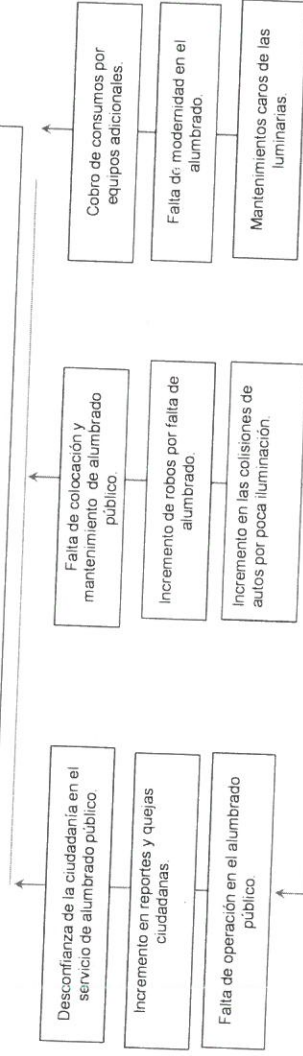 Desconfianza de la ciudadanía en el
servicio de alumbrado público.
Incremento en reportes y quejas
ciudadanas.
Falta de operación en el alumbrado
público.
Falta de colocación y
mantenimiento de alumbrado
público.
Incremento de robos por falta de
alumbrado.
Incremento en las colisiones de
autos por poca iluminación.
Cobro de consumos por
equipos adicionales.
Falta de modernidad en el
alumbrado.
Mantenimientos caros de las
luminarias.